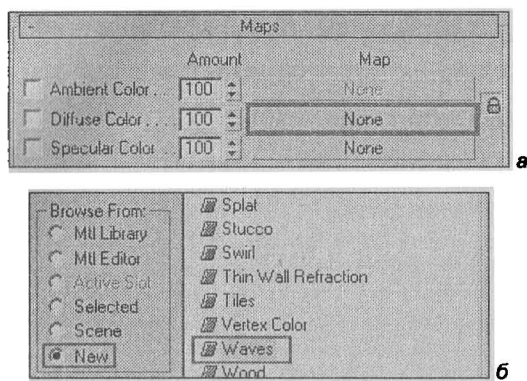 - Maps
Amount Map
Ambient Color . . . 100 None
Diffuse Color . . . . 100 None
Specular Color . . 100 None
а
Browse From:
Mtl Library
Mtl Editor
Active Slot
Selected
Scene
New
Splat
Stucco
Swirl
Thin Wall Refraction
Tiles
Vertex Color
Waves
Wood
б